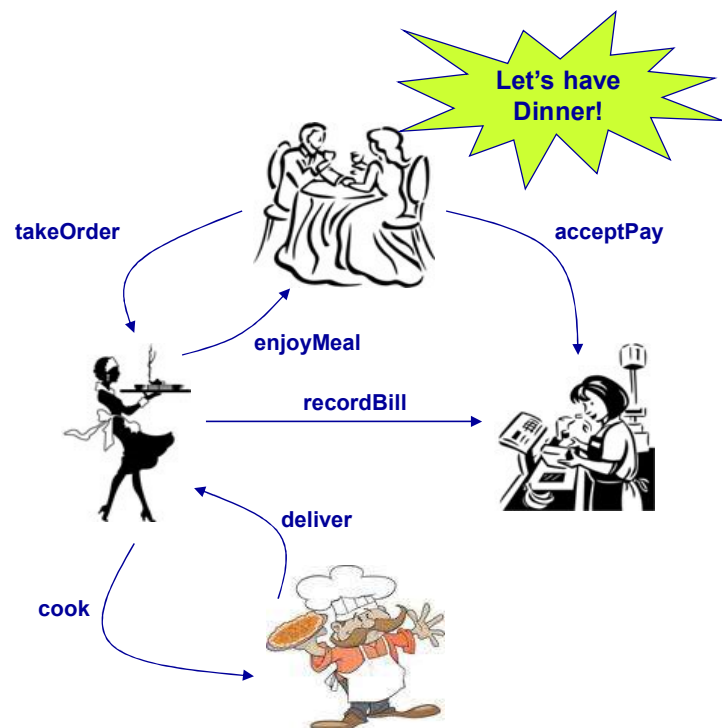 Let's have
Dinner!
takeOrder
acceptPay
enjoyMeal
recordBill
deliver
cook